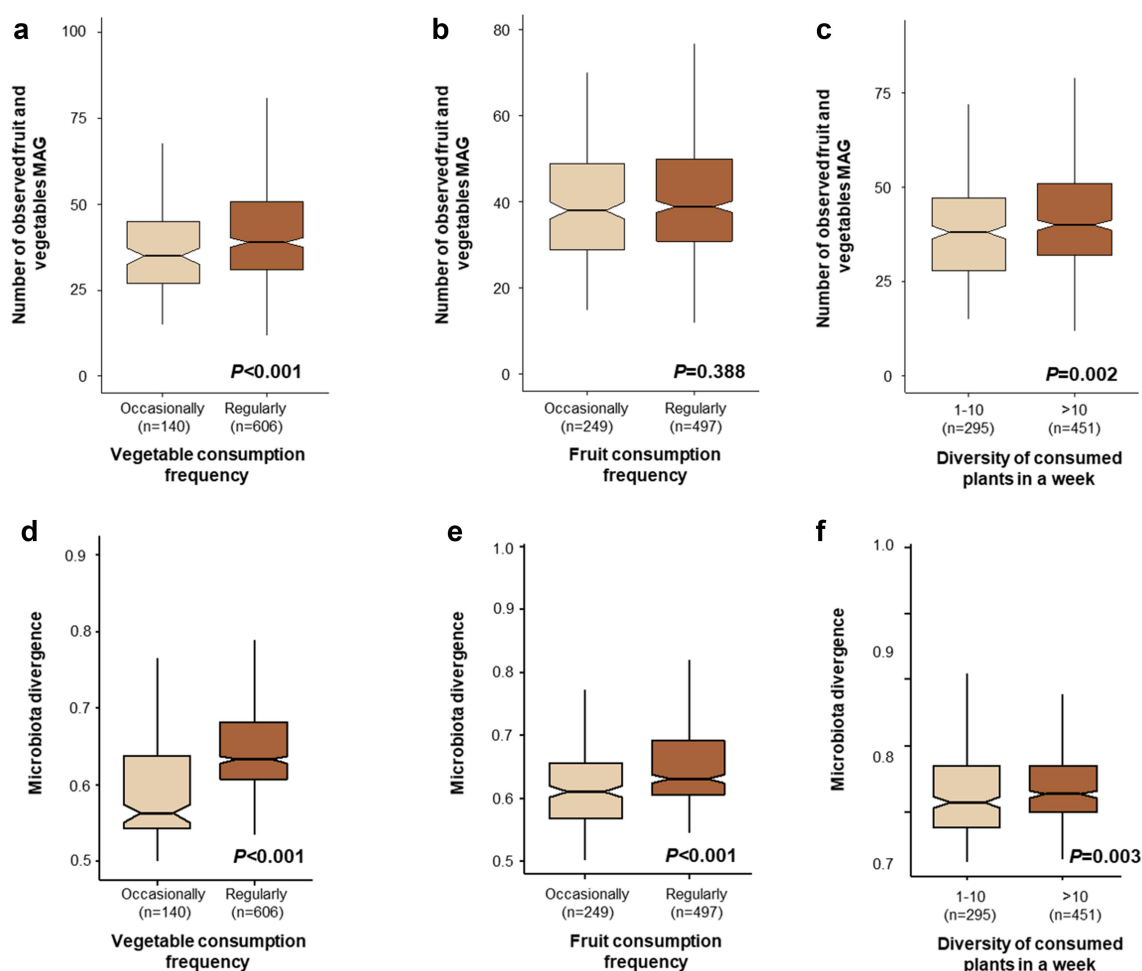 a
Number of observed fruit and
vegetables MAG
100
75
50
25
0
P<0.001
Occasionally
(n=140)
Regularly
(n=606)
Vegetable consumption
frequency
b
Number of observed fruit and
vegetables MAG
80
60
40
20
0
P=0.388
Occasionally
(n=249)
Regularly
(n=497)
Fruit consumption
frequency
c
Number of observed fruit and
vegetables MAG
75
50
25
0
P=0.002
1-10
(n=295)
>10
(n=451)
Diversity of consumed
plants in a week
d
Microbiota divergence
0.9
0.8
0.7
0.6
0.5
P<0.001
Occasionally
(n=140)
Regularly
(n=606)
Vegetable consumption
frequency
e
Microbiota divergence
1.0
0.9
0.8
0.7
0.6
0.5
P<0.001
Occasionally
(n=249)
Regularly
(n=497)
Fruit consumption
frequency
f
Microbiota divergence
1.0
0.9
0.8
0.7
P=0.003
1-10
(n=295)
>10
(n=451)
Diversity of consumed
plants in a week